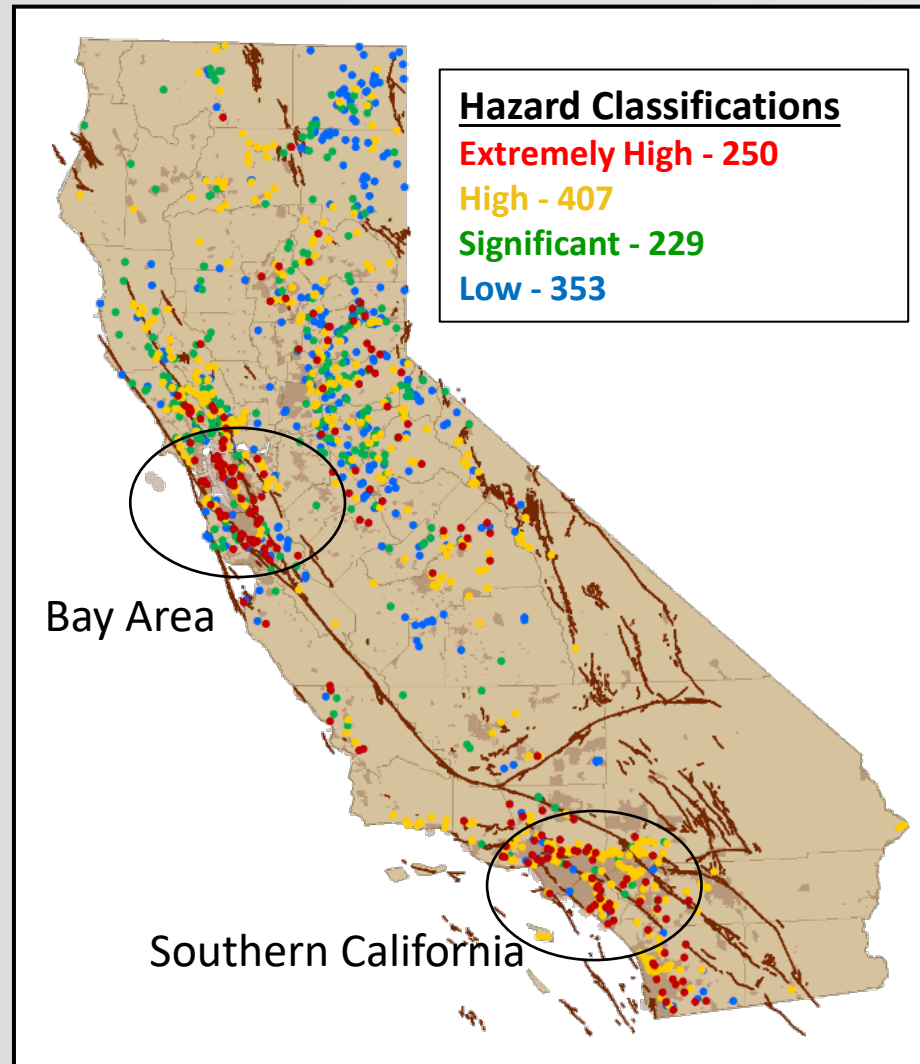 Hazard Classifications
Extremely High - 250
High - 407
Significant - 229
Low - 353
Bay Area
Southern California